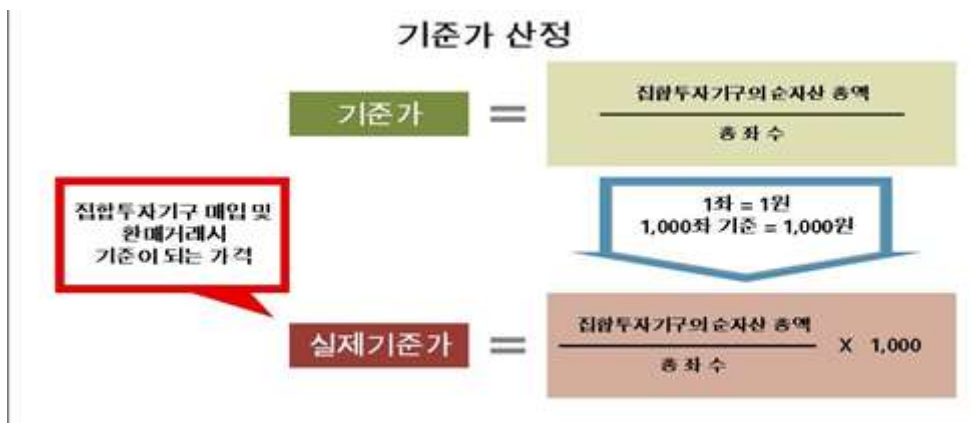 기준가 산정
기준가 =
집합투자기구의 순자산 총액
총 좌 수
집합투자기구 매입 및
환매거래시
기준이 되는 가격
1좌 = 1원
1,000좌 기준 = 1,000원
실제기준가 =
집합투자기구의 순자산 총액
총 좌 수
X 1,000